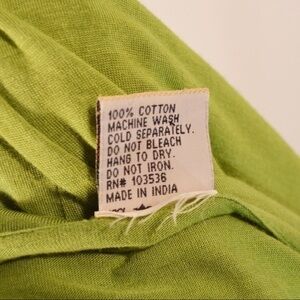 100% COTTON
MACHINE WASH
COLD SEPARATELY.
DO NOT BLEACH
HANG TO DRY.
DO NOT IRON.
RN# 103536
MADE IN INDIA